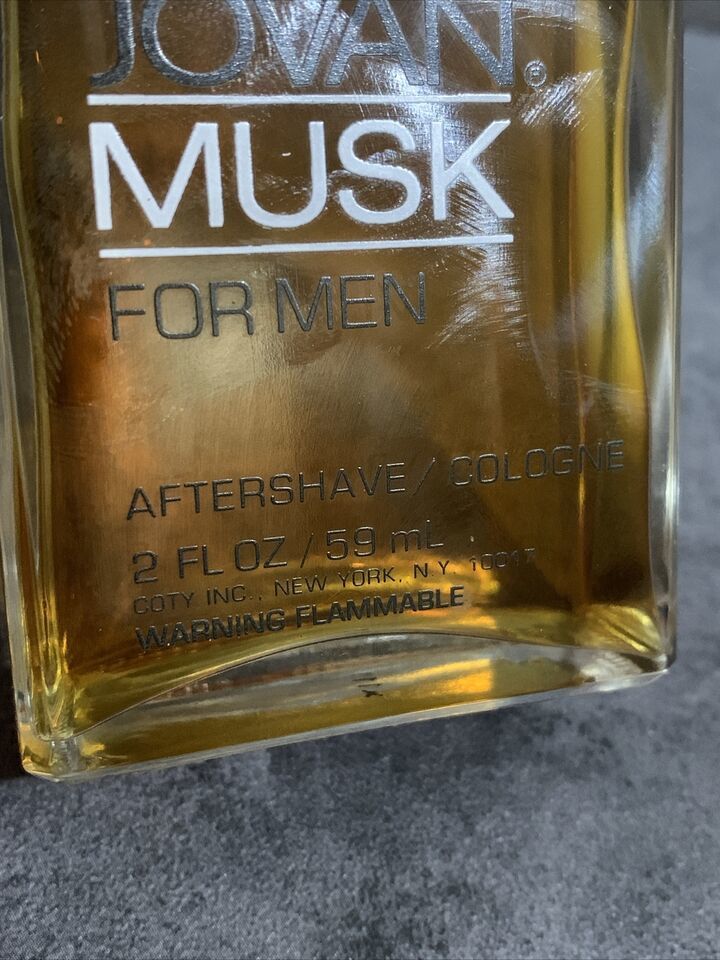 JOVAN®
MUSK
FOR MEN
AFTERSHAVE / COLOGNE
2 FL OZ / 59 mL
COTY INC., NEW YORK, N.Y. 10017
WARNING FLAMMABLE